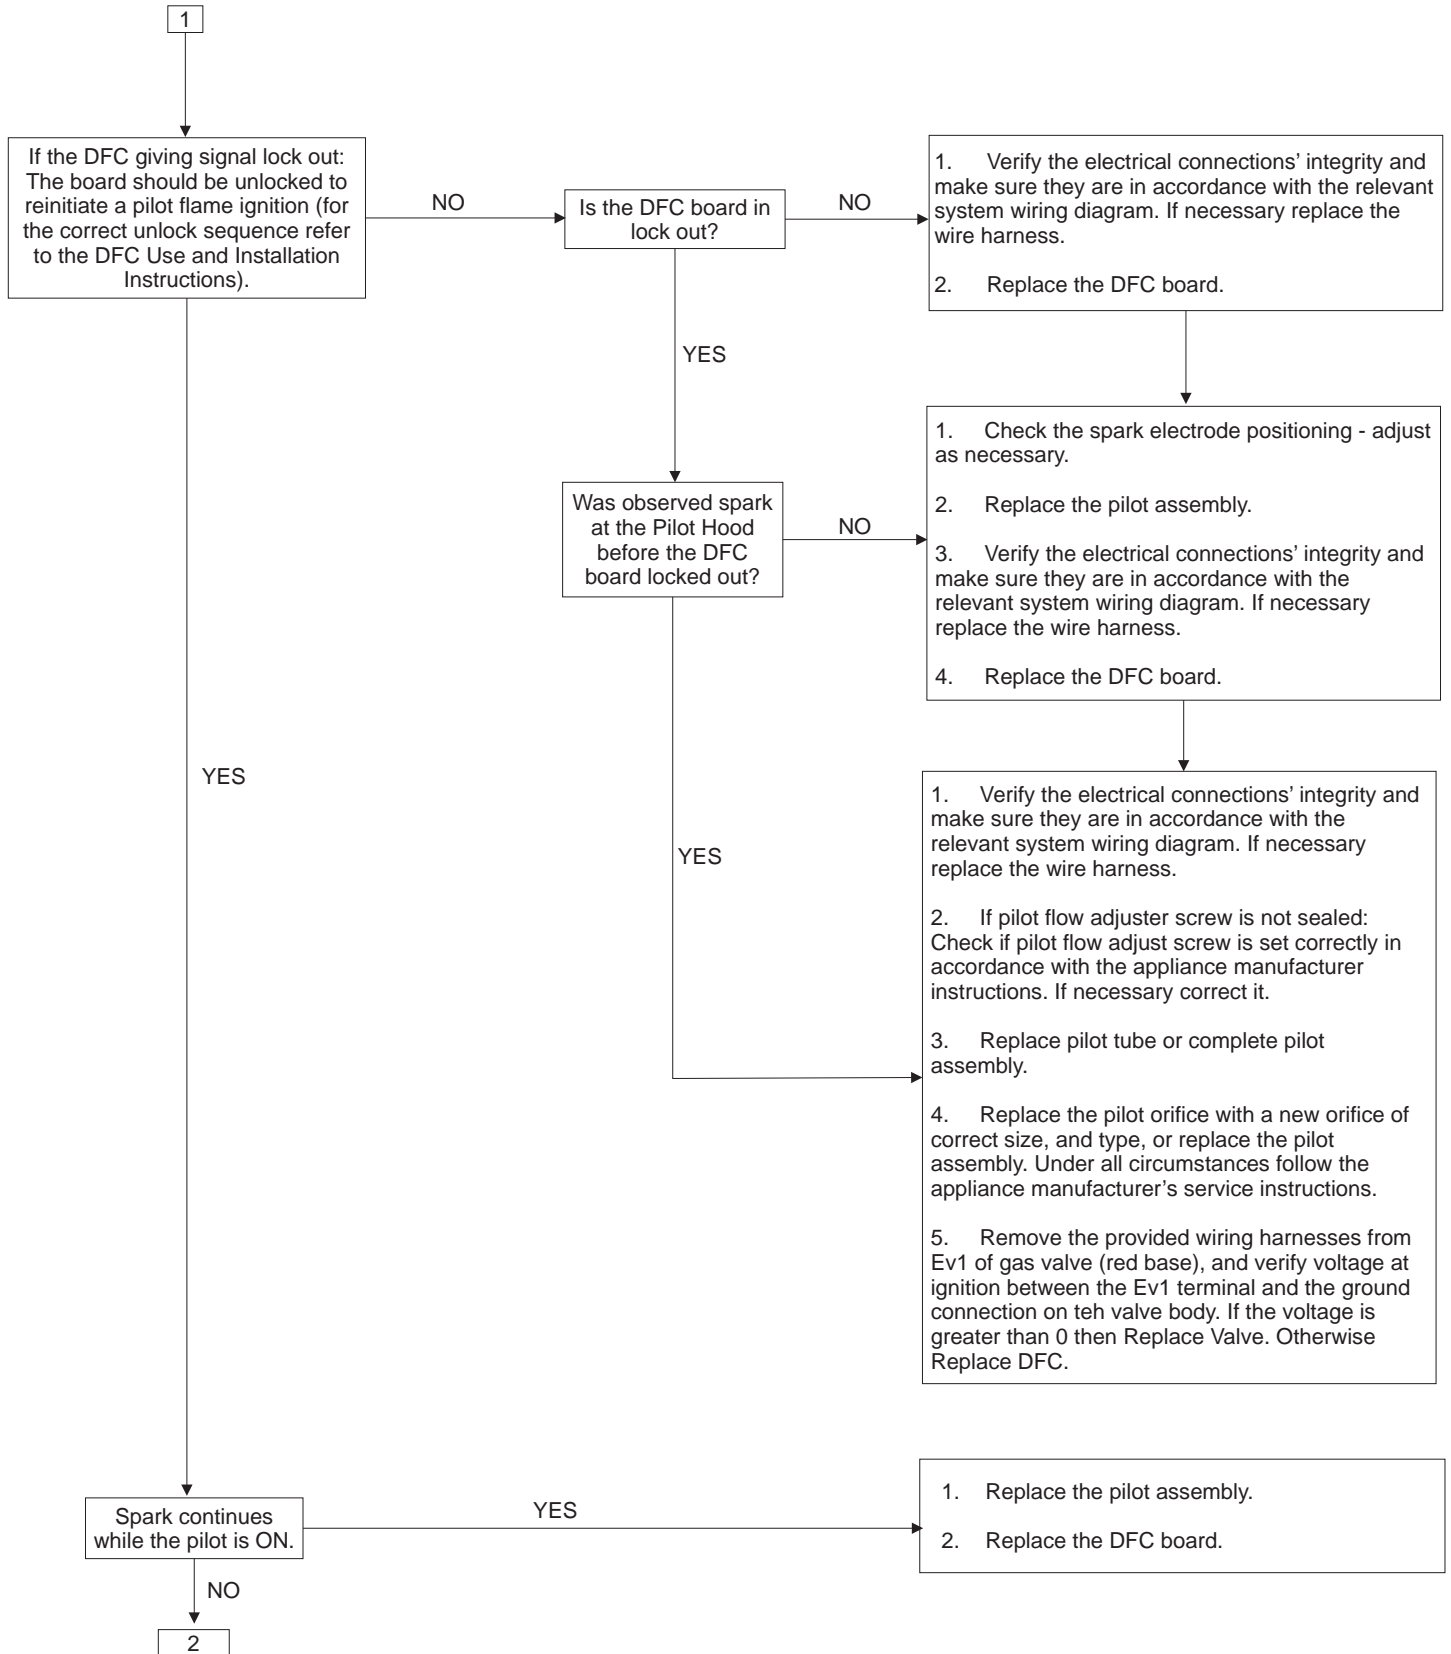 1
If the DFC giving signal lock out:
The board should be unlocked to
reinitiate a pilot flame ignition (for
the correct unlock sequence refer
to the DFC Use and Installation
Instructions).
NO
Is the DFC board in
lock out?
NO
1. Verify the electrical connections’ integrity and
make sure they are in accordance with the relevant
system wiring diagram. If necessary replace the
wire harness.
2. Replace the DFC board.
YES
Was observed spark
at the Pilot Hood
before the DFC
board locked out?
NO
1. Check the spark electrode positioning - adjust
as necessary.
2. Replace the pilot assembly.
3. Verify the electrical connections’ integrity and
make sure they are in accordance with the
relevant system wiring diagram. If necessary
replace the wire harness.
4. Replace the DFC board.
YES
YES
1. Verify the electrical connections’ integrity and
make sure they are in accordance with the
relevant system wiring diagram. If necessary
replace the wire harness.
2. If pilot flow adjuster screw is not sealed:
Check if pilot flow adjust screw is set correctly in
accordance with the appliance manufacturer
instructions. If necessary correct it.
3. Replace pilot tube or complete pilot
assembly.
4. Replace the pilot orifice with a new orifice of
correct size, and type, or replace the pilot
assembly. Under all circumstances follow the
appliance manufacturer’s service instructions.
5. Remove the provided wiring harnesses from
Ev1 of gas valve (red base), and verify voltage at
ignition between the Ev1 terminal and the ground
connection on teh valve body. If the voltage is
greater than 0 then Replace Valve. Otherwise
Replace DFC.
Spark continues
while the pilot is ON.
YES
1. Replace the pilot assembly.
2. Replace the DFC board.
NO
2